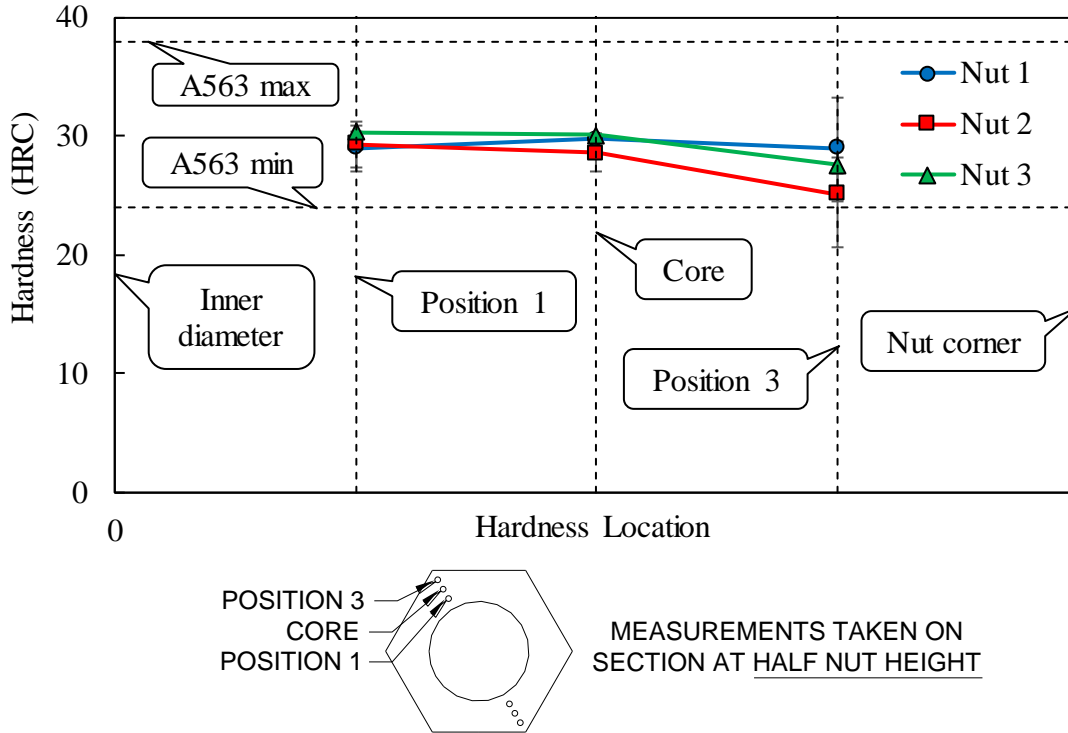 40
30
20
10
0
0
Hardness (HRC)
Hardness Location
A563 max
A563 min
Inner
diameter
Position 1
Core
Position 3
Nut corner
Nut 1
Nut 2
Nut 3
POSITION 3
CORE
POSITION 1
MEASUREMENTS TAKEN ON
SECTION AT HALF NUT HEIGHT